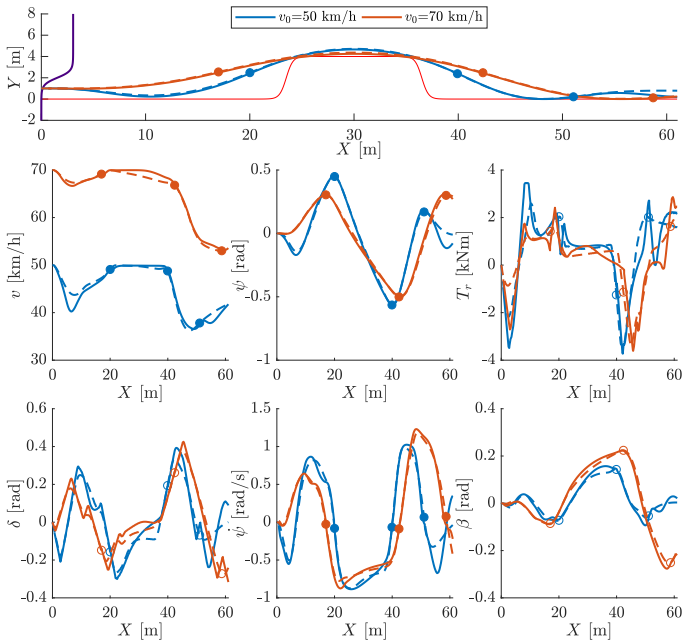 v₀=50 km/h v₀=70 km/h
8
6
4
2
0
−2
Y [m]
0 10 20 30 40 50 60
X [m]
70
60
50
40
30
v [km/h]
0 20 40 60
X [m]
0.5
0
−0.5
−1
ψ [rad]
0 20 40 60
X [m]
4
2
0
−2
−4
Tᵣ [kNm]
0 20 40 60
X [m]
0.6
0.4
0.2
0
−0.2
−0.4
δ [rad]
0 20 40 60
X [m]
1.5
1
0.5
0
−0.5
−1
ψ̇ [rad/s]
0 20 40 60
X [m]
0.4
0.2
0
−0.2
−0.4
β [rad]
0 20 40 60
X [m]